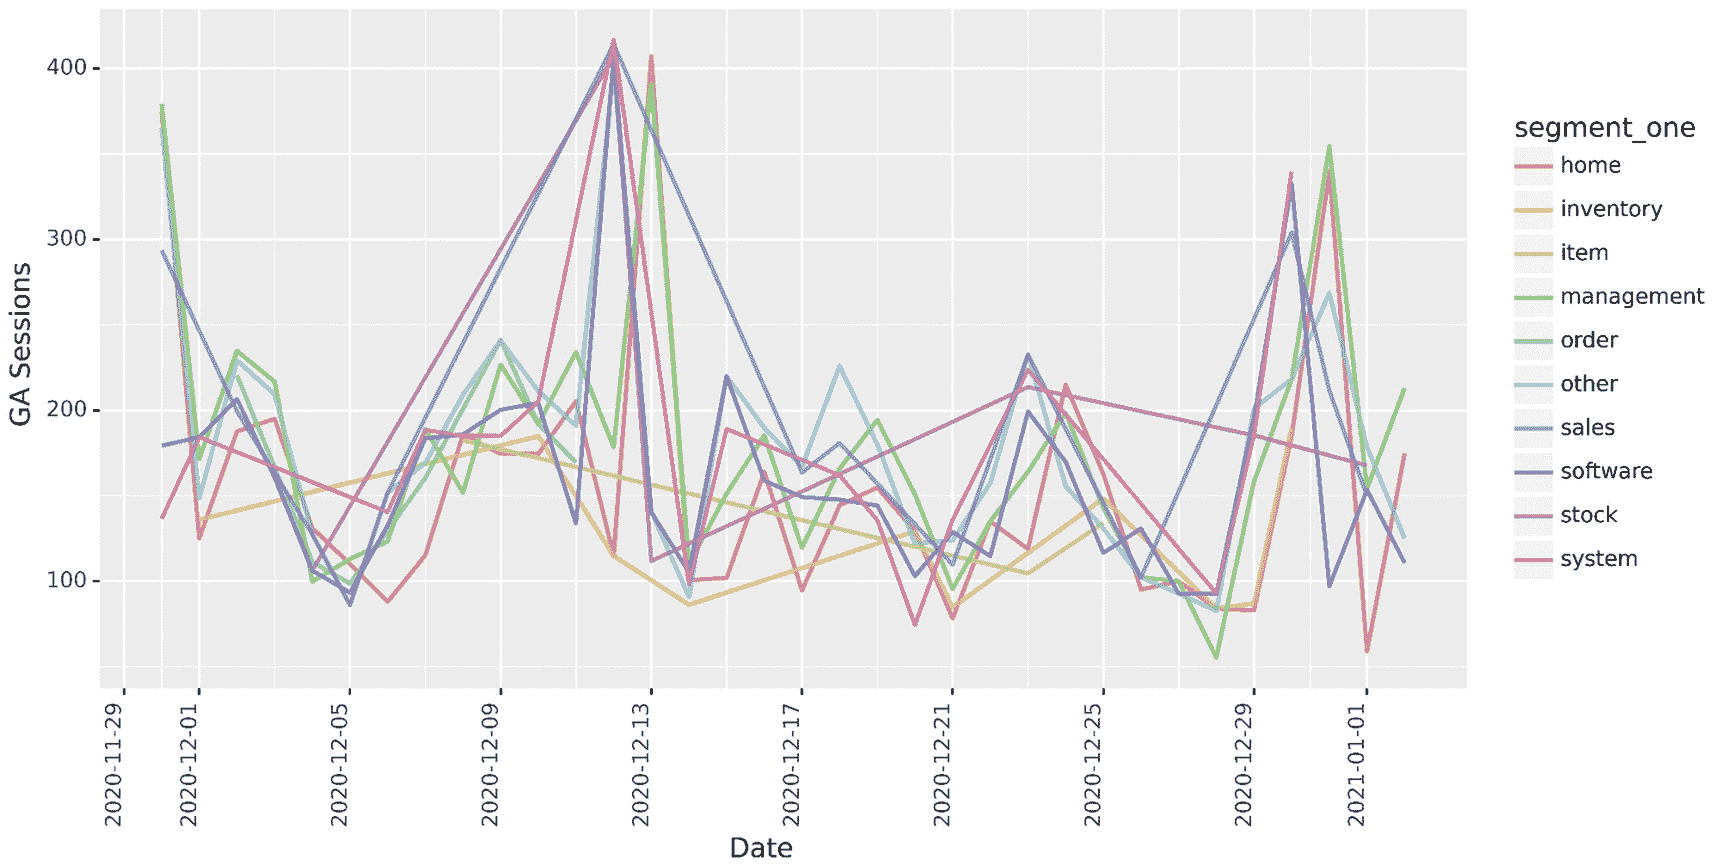 400
300
200
100
GA Sessions
2020-11-29
2020-12-01
2020-12-05
2020-12-09
2020-12-13
2020-12-17
2020-12-21
2020-12-25
2020-12-29
2021-01-01
Date
segment_one
home
inventory
item
management
order
other
sales
software
stock
system